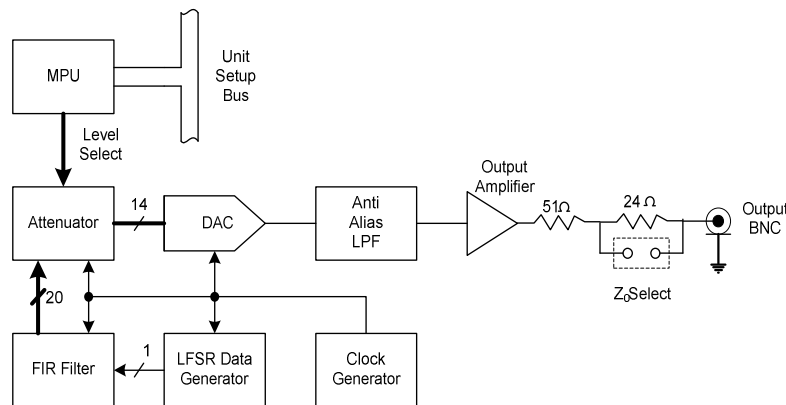 MPU
Unit
Setup
Bus
Level
Select
Output
Amplifier
Attenuator
14
DAC
Anti
Alias
LPF
51Ω
24 Ω
Output
BNC
Z0Select
20
1
FIR Filter
LFSR Data
Generator
Clock
Generator